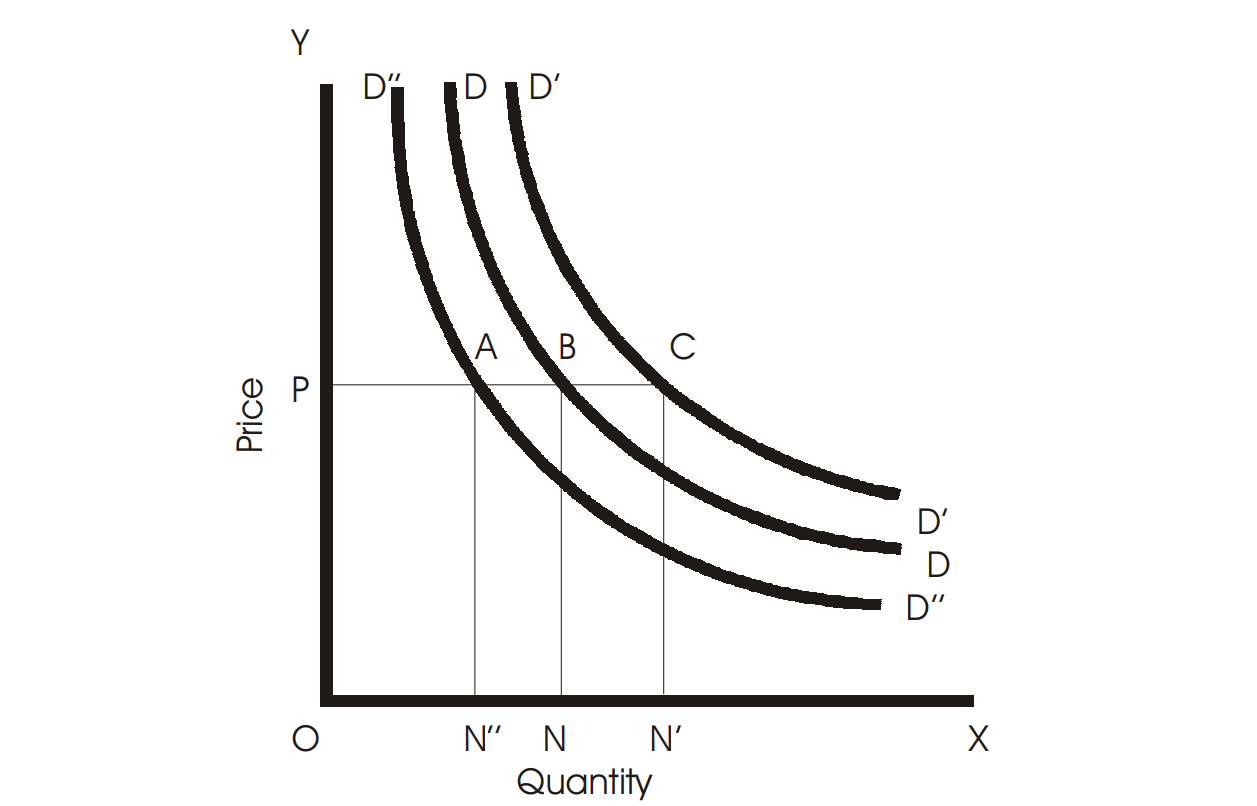 Y
D″ D D′
A B C
P
Price
D′
D
D″
O N″ N N′ X
Quantity